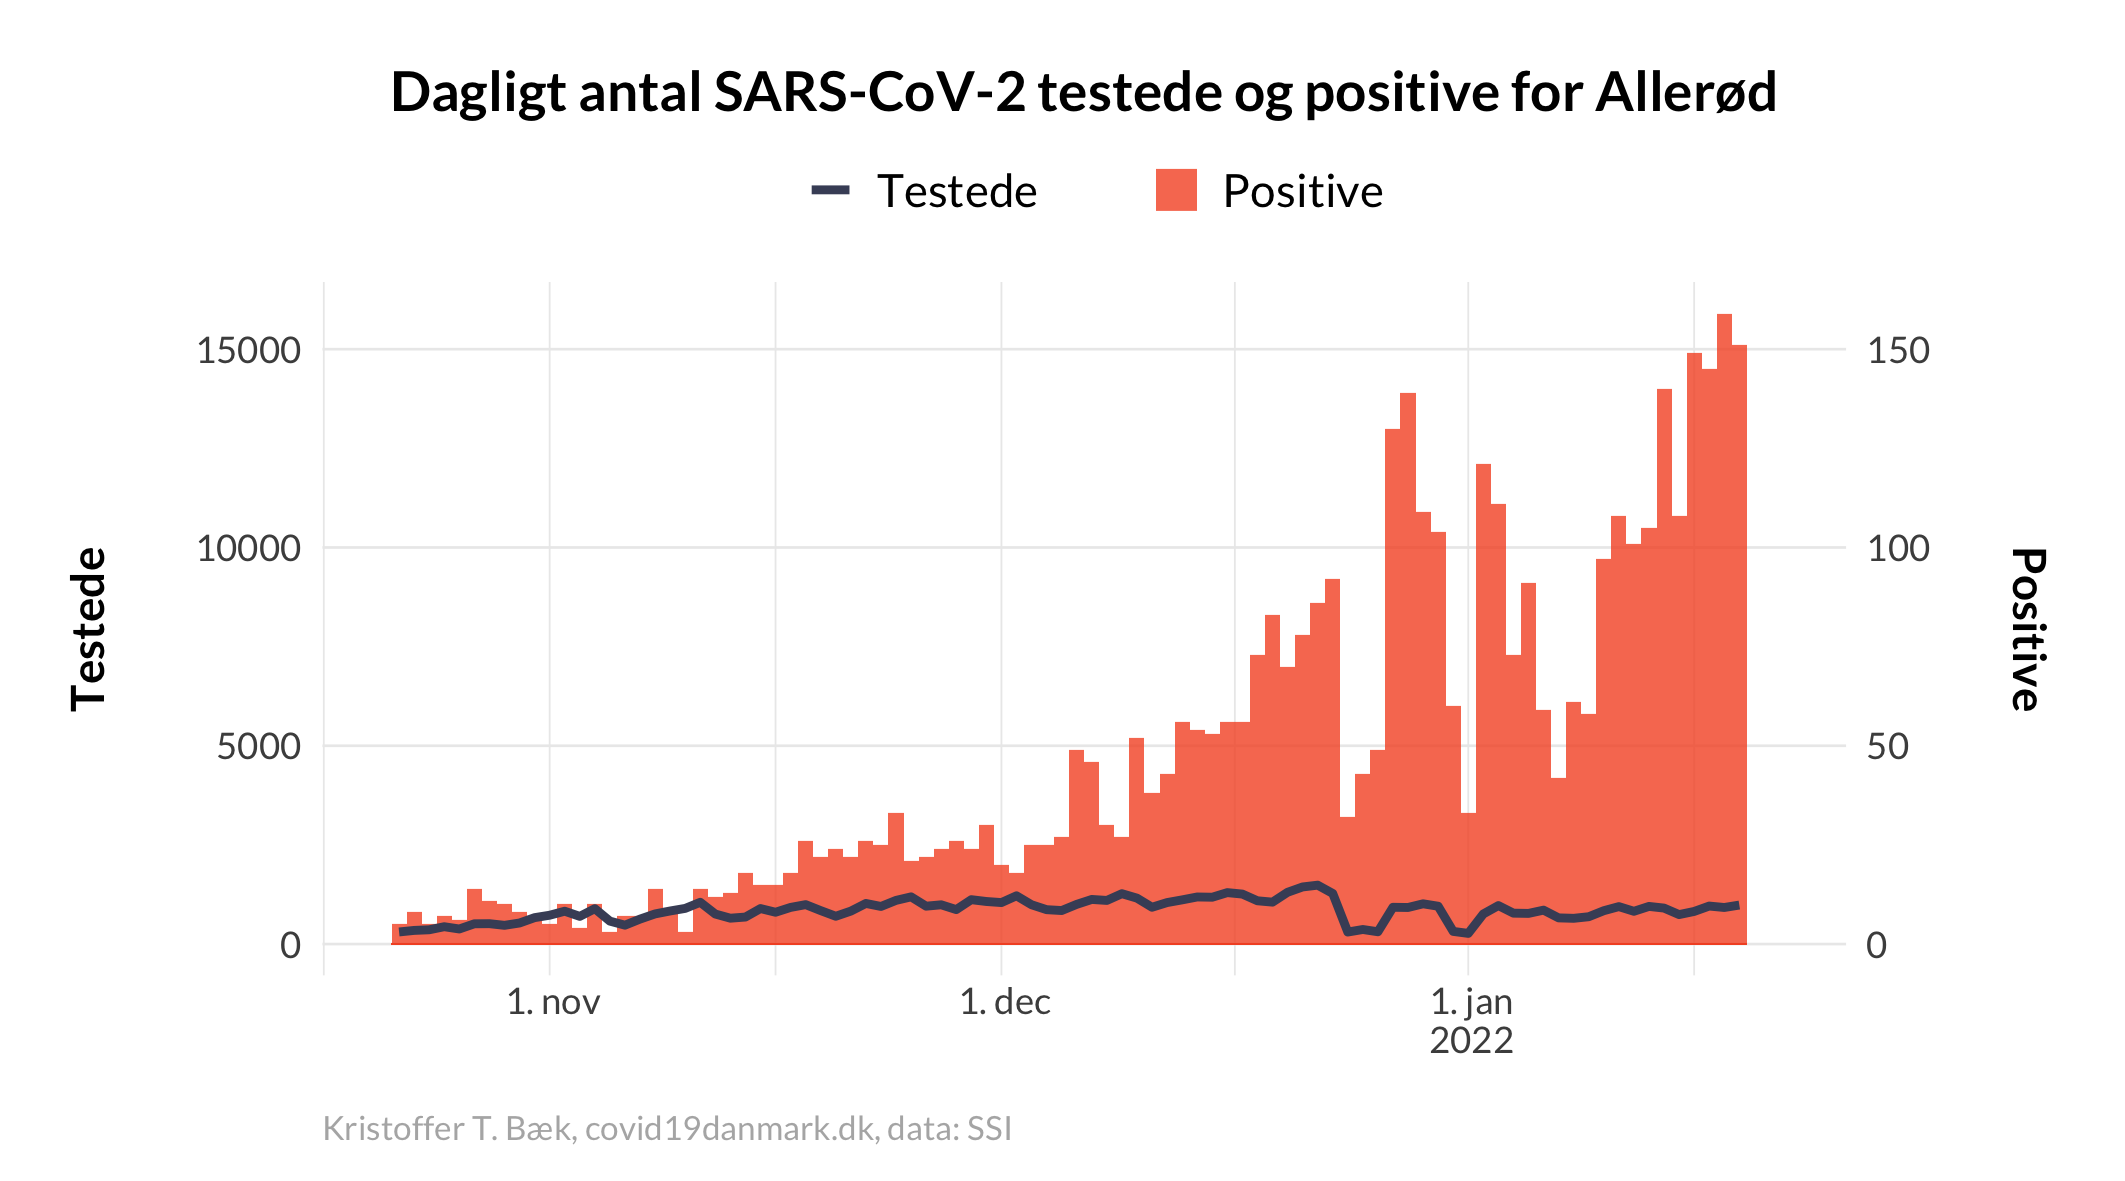 Dagligt antal SARS-CoV-2 testede og positive for Allerød
Testede
Positive
15000
10000
5000
0
Testede
150
100
50
0
Positive
1. nov
1. dec
1. jan
2022
Kristoffer T. Bæk, covid19danmark.dk, data: SSI